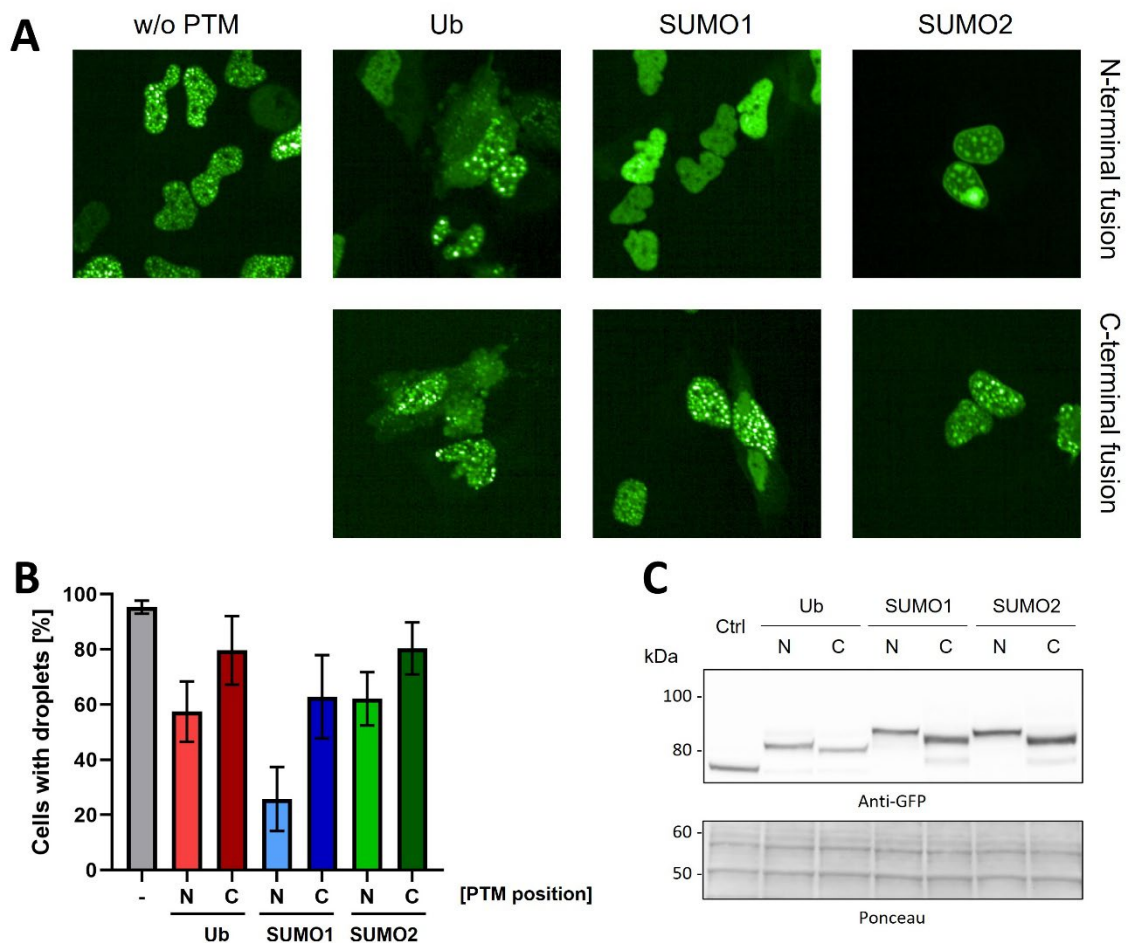 A
w/o PTM Ub SUMO1 SUMO2
N-terminal fusion
C-terminal fusion
B
Cells with droplets [%]
100
80
60
40
20
0
- N C N C N C [PTM position]
Ub SUMO1 SUMO2
C
Ub SUMO1 SUMO2
Ctrl N C N C N C
kDa
100 -
80 -
Anti-GFP
60 -
50 -
Ponceau